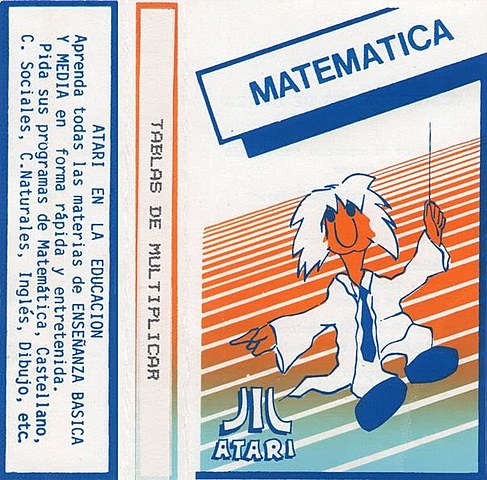 ATARI EN LA EDUCACION
Aprenda todas las materias de ENSEÑANZA BASICA
Y MEDIA en forma rápida y entretenida.
Pida sus programas de Matemática, Castellano,
C. Sociales, C.Naturales, Inglés, Dibujo, etc.
TABLAS DE MULTIPLICAR
MATEMATICA
ATARI